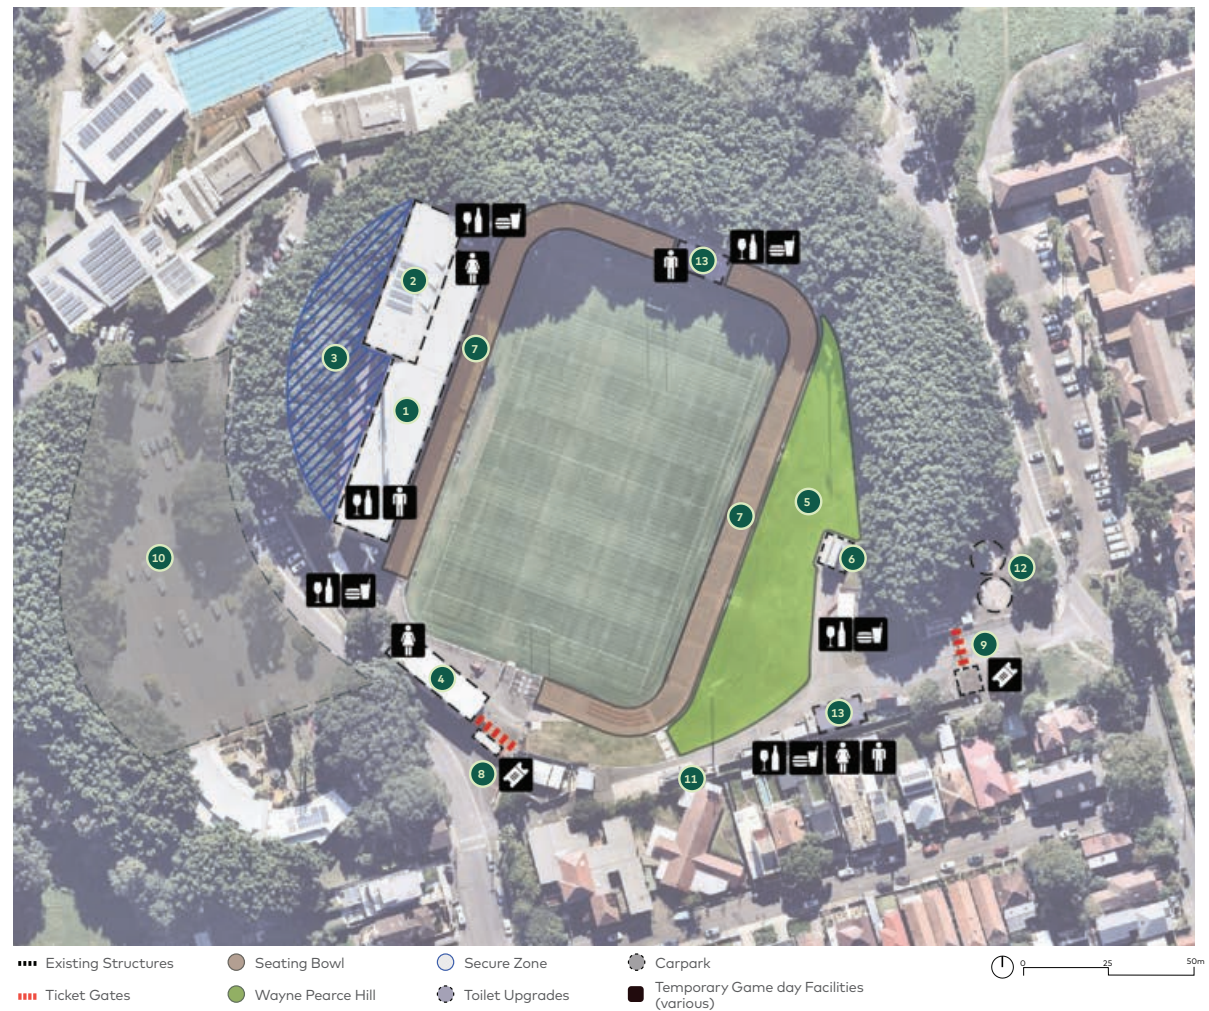 2
13
3
7
1
7
5
10
6
12
9
4
13
8
11
Existing Structures
Seating Bowl
Secure Zone
Carpark
0 25 50m
Ticket Gates
Wayne Pearce Hill
Toilet Upgrades
Temporary Game day Facilities
(various)